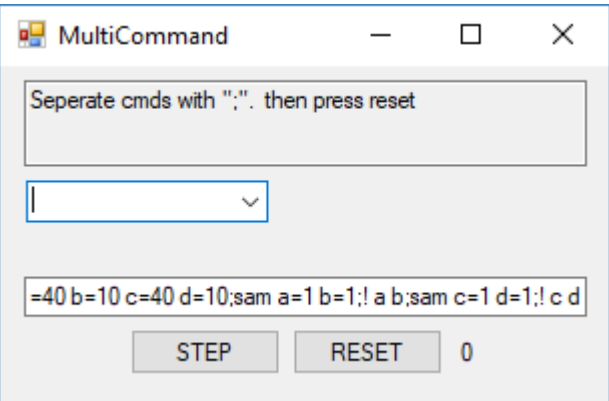 MultiCommand
Seperate cmds with ";".  then press reset
=40 b=10 c=40 d=10;sam a=1 b=1;! a b;sam c=1 d=1;! c d
STEP RESET 0